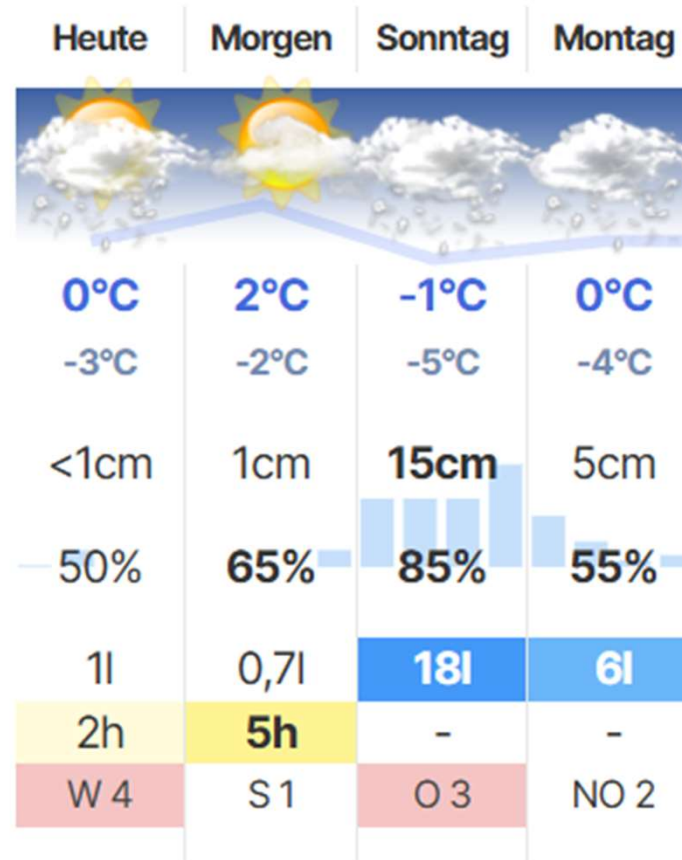 Heute Morgen Sonntag Montag
0°C 2°C -1°C 0°C
-3°C -2°C -5°C -4°C
<1cm 1cm 15cm 5cm
50% 65% 85% 55%
1l 0,7l 18l 6l
2h 5h - -
W 4 S 1 O 3 NO 2